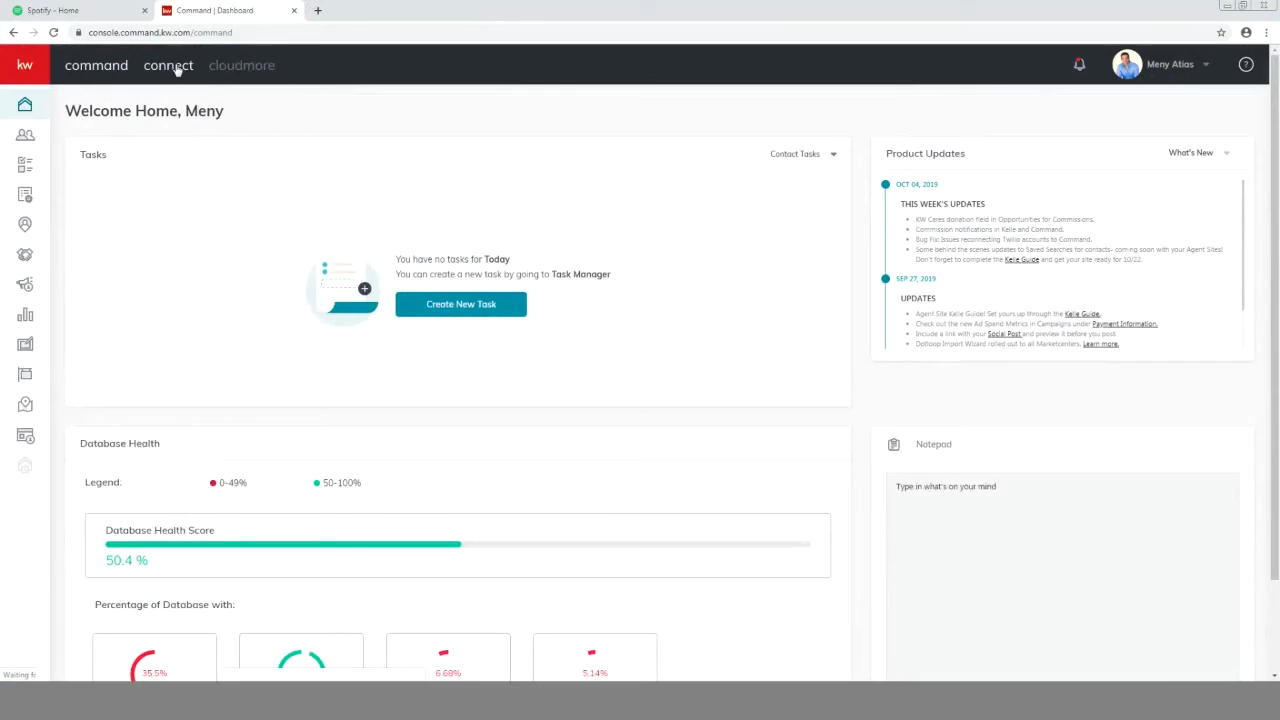 Spotify – Home
Command | Dashboard
console.command.kw.com/command
kw
command connect cloudmore
Meny Atias
Welcome Home, Meny
Tasks
Contact Tasks
You have no tasks for Today
You can create a new task by going to Task Manager
Create New Task
Product Updates
What's New
OCT 04, 2019
THIS WEEK'S UPDATES
KW Cares donation field in Opportunities for Commissions.
Commission notifications in Kelle and Command.
Bug Fix: Issues reconnecting Twilio accounts to Command.
Some behind the scenes updates to Saved Searches for contacts- coming soon with your Agent Sites!
Don't forget to complete the Kelle Guide and get your site ready for 10/22.
SEP 27, 2019
UPDATES
Agent Site Kelle Guide! Set yours up through the Kelle Guide.
Check out the new Ad Spend Metrics in Campaigns under Payment Information.
Include a link with your Social Post and preview it before you post
Dotloop Import Wizard rolled out to all Marketcenters. Learn more.
Database Health
Legend:
0-49%
50-100%
Database Health Score
50.4 %
Percentage of Database with:
35.5%
6.68%
5.14%
Notepad
Type in what's on your mind
Waiting f